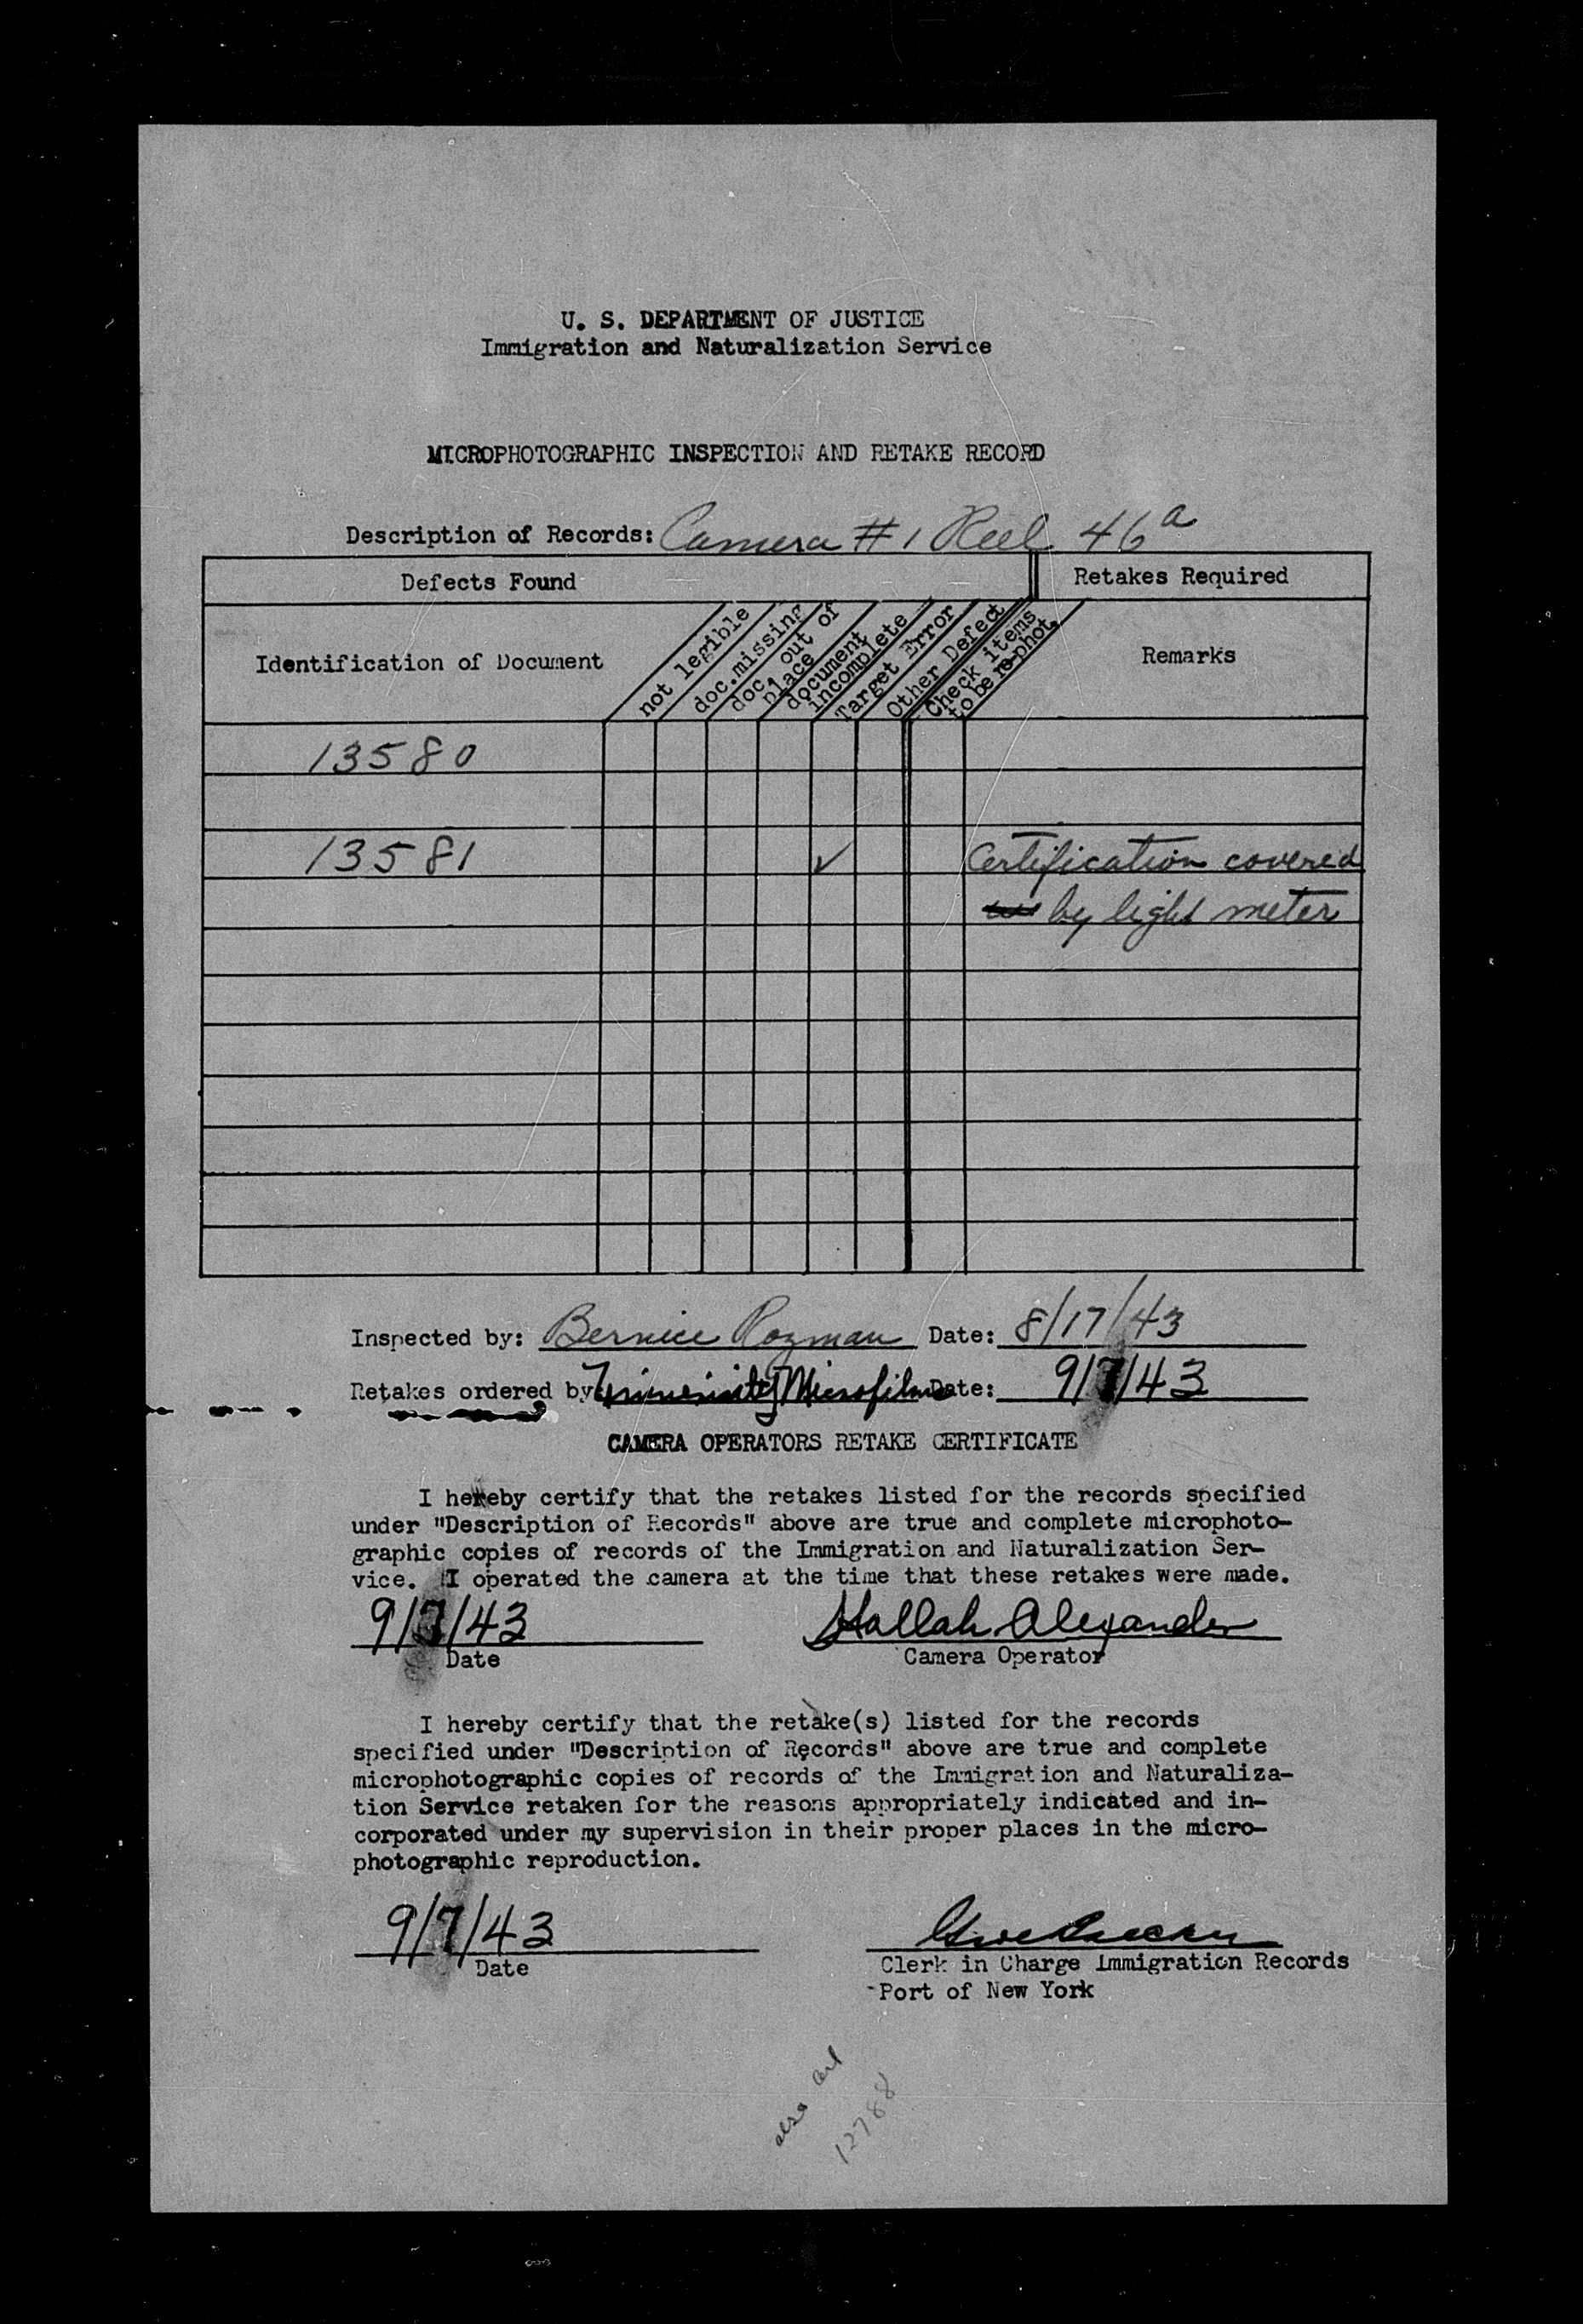 U. S. DEPARTMENT OF JUSTICE
Immigration and Naturalization Service
MICROPHOTOGRAPHIC INSPECTION AND RETAKE RECORD
Description of Records: Camera #1 Reel 46a
Defects Found
Retakes Required
Identification of Document
not legible
doc.missing
doc. out of
place
document
incomplete
Target Error
Other Defect
Check items
to be re-phot.
Remarks
13580
13581 ✓ Certification covered
by light meter
Inspected by: Bernice Rozman Date: 8/17/43
Retakes ordered by University Microfilms Date: 9/7/43
CAMERA OPERATORS RETAKE CERTIFICATE
I hereby certify that the retakes listed for the records specified
under "Description of Records" above are true and complete microphoto-
graphic copies of records of the Immigration and Naturalization Ser-
vice. I operated the camera at the time that these retakes were made.
9/7/43 Hallah Alexander
Date Camera Operator
I hereby certify that the retake(s) listed for the records
specified under "Description of Records" above are true and complete
microphotographic copies of records of the Immigration and Naturaliza-
tion Service retaken for the reasons appropriately indicated and in-
corporated under my supervision in their proper places in the micro-
photographic reproduction.
9/7/43
Date
Clerk in Charge Immigration Records
Port of New York
also
12788